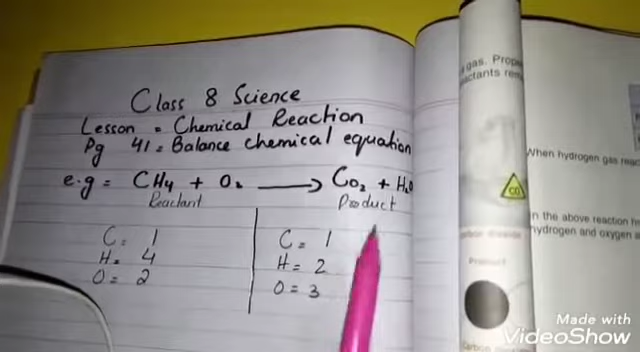 Class 8 Science
Lesson = Chemical Reaction
Pg 41 = Balance chemical equation
e.g = CH4 + O2 ⟶ Co2 + H2O
Reactant Product
C = 1
H = 4
O = 2
C = 1
H = 2
O = 3
gas. Prope
actants rem
CO
When hydrogen gas reac
n the above reaction h
hydrogen and oxygen a
Product
Made with
VideoShow